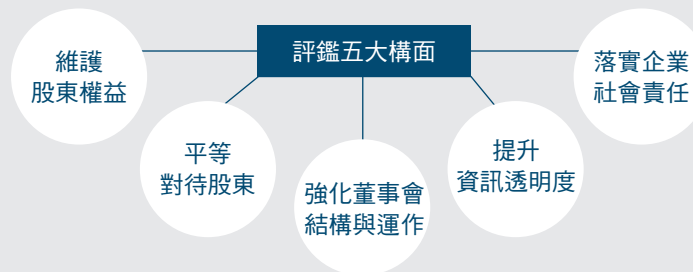 評鑑五大構面
維護
股東權益
平等
對待股東
強化董事會
結構與運作
提升
資訊透明度
落實企業
社會責任